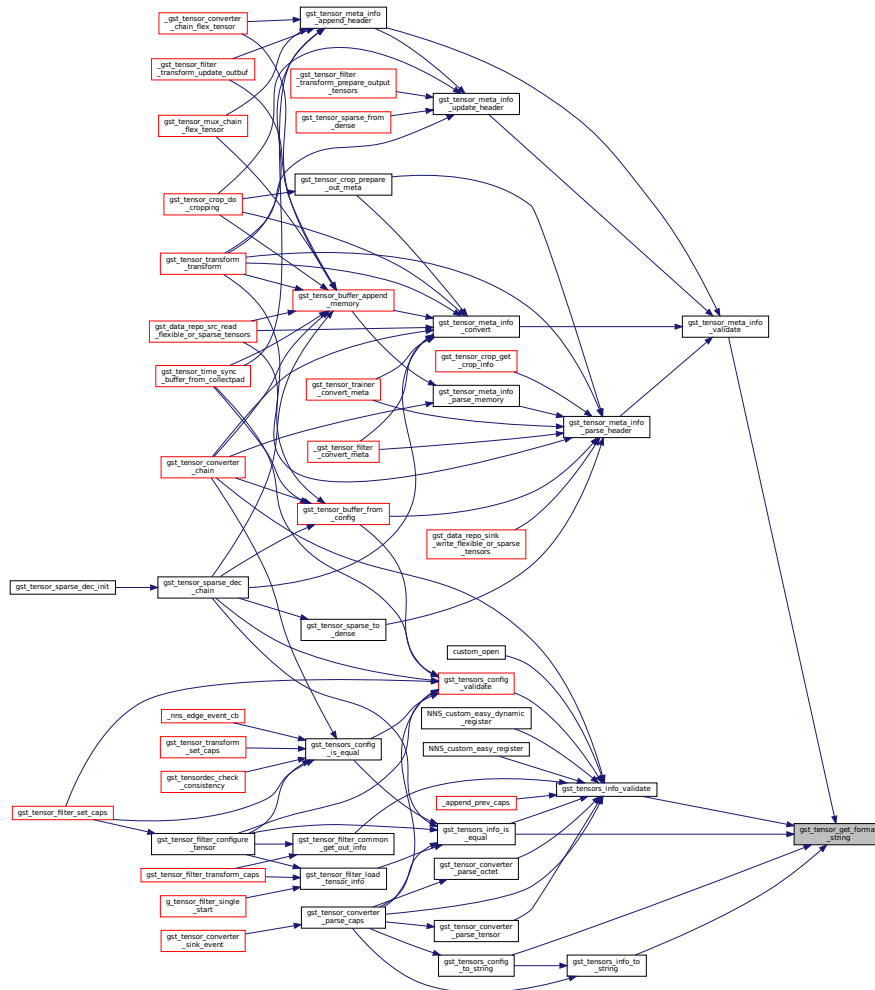 _gst_tensor_converter
_chain_flex_tensor
gst_tensor_meta_info
_append_header
_gst_tensor_filter
_transform_update_outbuf
_gst_tensor_filter
_transform_prepare_output
_tensors
gst_tensor_meta_info
_update_header
gst_tensor_mux_chain
_flex_tensor
gst_tensor_sparse_from
_dense
gst_tensor_crop_prepare
_out_meta
gst_tensor_crop_do
_cropping
gst_tensor_transform
_transform
gst_tensor_buffer_append
_memory
gst_data_repo_src_read
_flexible_or_sparse_tensors
gst_tensor_meta_info
_convert
gst_tensor_meta_info
_validate
gst_tensor_time_sync
_buffer_from_collectpad
gst_tensor_crop_get
_crop_info
gst_tensor_trainer
_convert_meta
gst_tensor_meta_info
_parse_memory
gst_tensor_meta_info
_parse_header
_gst_tensor_filter
_convert_meta
gst_tensor_converter
_chain
gst_tensor_buffer_from
_config
gst_data_repo_sink
_write_flexible_or_sparse
_tensors
gst_tensor_sparse_dec_init
gst_tensor_sparse_dec
_chain
gst_tensor_sparse_to
_dense
custom_open
gst_tensors_config
_validate
_nns_edge_event_cb
NNS_custom_easy_dynamic
_register
gst_tensor_transform
_set_caps
gst_tensors_config
_is_equal
NNS_custom_easy_register
gst_tensordec_check
_consistency
gst_tensors_info_validate
_append_prev_caps
gst_tensor_filter_set_caps
gst_tensor_filter_configure
_tensor
gst_tensor_filter_common
_get_out_info
gst_tensors_info_is
_equal
gst_tensor_get_format
_string
gst_tensor_filter_transform_caps
gst_tensor_filter_load
_tensor_info
gst_tensor_converter
_parse_octet
g_tensor_filter_single
_start
gst_tensor_converter
_parse_caps
gst_tensor_converter
_parse_tensor
gst_tensor_converter
_sink_event
gst_tensors_config
_to_string
gst_tensors_info_to
_string